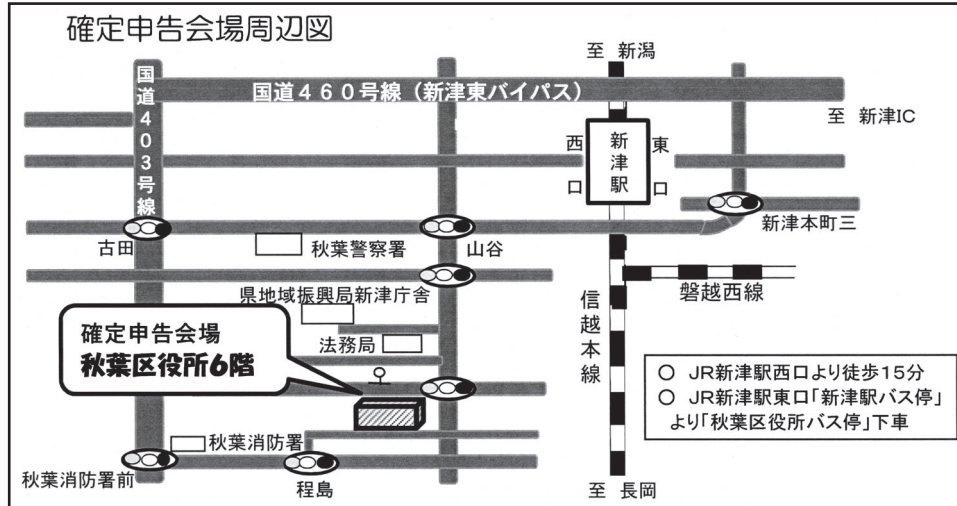 確定申告会場周辺図
至 新潟
国道403号線
国道460号線（新津東バイパス）
至 新津IC
西口
新津駅
東口
古田
秋葉警察署
山谷
新津本町三
県地域振興局新津庁舎
磐越西線
信越本線
確定申告会場
秋葉区役所6階
法務局
○ JR新津駅西口より徒歩15分
○ JR新津駅東口「新津駅バス停」
より「秋葉区役所バス停」下車
秋葉消防署
秋葉消防署前
程島
至 長岡